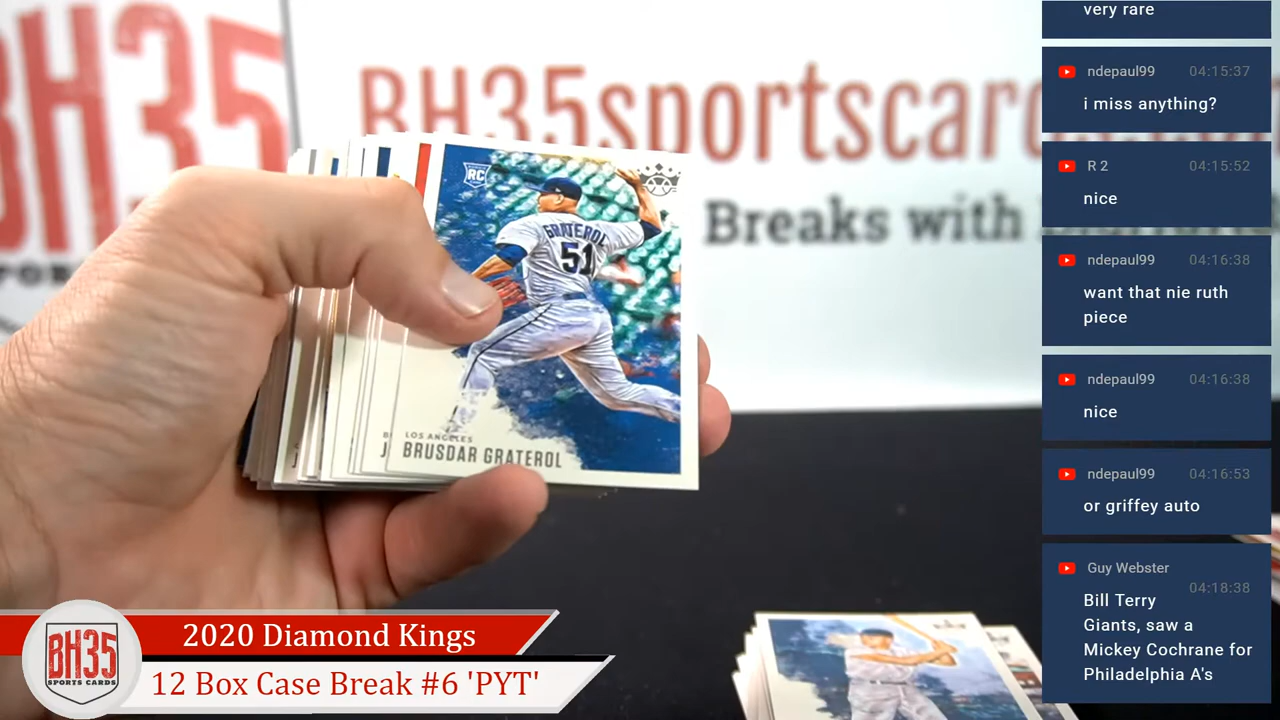 BH35
SPORTS
BH35sportscard
Breaks with
RC
GRATEROL
51
LOS ANGELES
BRUSDAR GRATEROL
very rare
ndepaul99 04:15:37
i miss anything?
R 2 04:15:52
nice
ndepaul99 04:16:38
want that nie ruth
piece
ndepaul99 04:16:38
nice
ndepaul99 04:16:53
or griffey auto
Guy Webster
04:18:38
Bill Terry
Giants, saw a
Mickey Cochrane for
Philadelphia A's
2020 Diamond Kings
12 Box Case Break #6 'PYT'
BH35
SPORTS CARDS